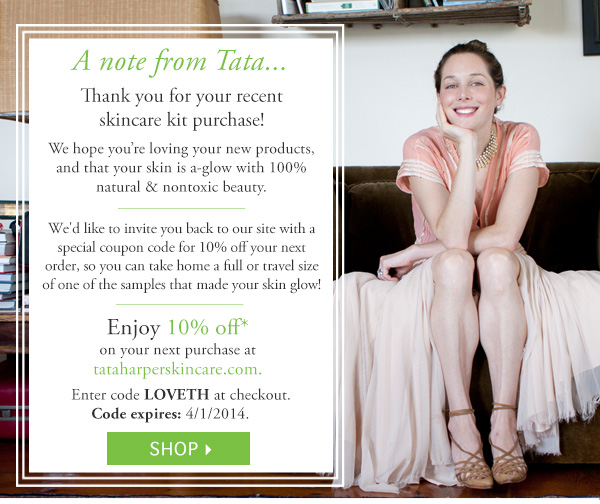 A note from Tata...
Thank you for your recent
skincare kit purchase!
We hope you're loving your new products,
and that your skin is a-glow with 100%
natural & nontoxic beauty.
We'd like to invite you back to our site with a
special coupon code for 10% off your next
order, so you can take home a full or travel size
of one of the samples that made your skin glow!
Enjoy 10% off*
on your next purchase at
tataharperskincare.com.
Enter code LOVETH at checkout.
Code expires: 4/1/2014.
SHOP